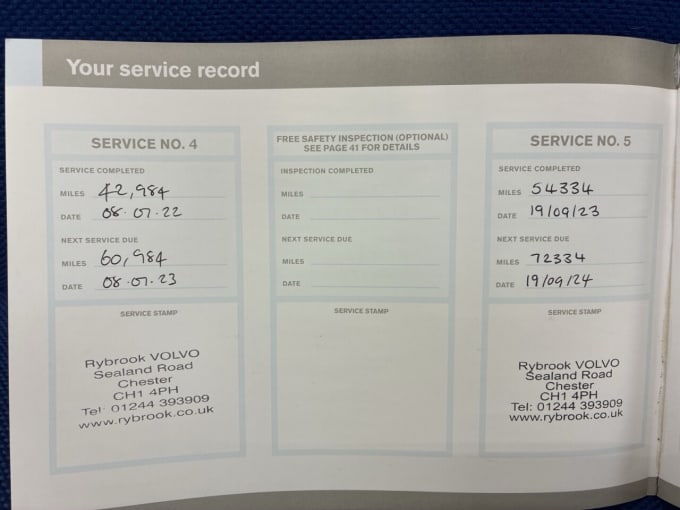 Your service record
SERVICE NO. 4
SERVICE COMPLETED
MILES 42,984
DATE 08.07.22
NEXT SERVICE DUE
MILES 60,984
DATE 08.07.23
SERVICE STAMP
Rybrook VOLVO
Sealand Road
Chester
CH1 4PH
Tel: 01244 393909
www.rybrook.co.uk
FREE SAFETY INSPECTION (OPTIONAL)
SEE PAGE 41 FOR DETAILS
INSPECTION COMPLETED
MILES
DATE
NEXT SERVICE DUE
MILES
DATE
SERVICE STAMP
SERVICE NO. 5
SERVICE COMPLETED
MILES 54334
DATE 19/09/23
NEXT SERVICE DUE
MILES 72334
DATE 19/09/24
SERVICE STAMP
Rybrook VOLVO
Sealand Road
Chester
CH1 4PH
Tel: 01244 393909
www.rybrook.co.uk